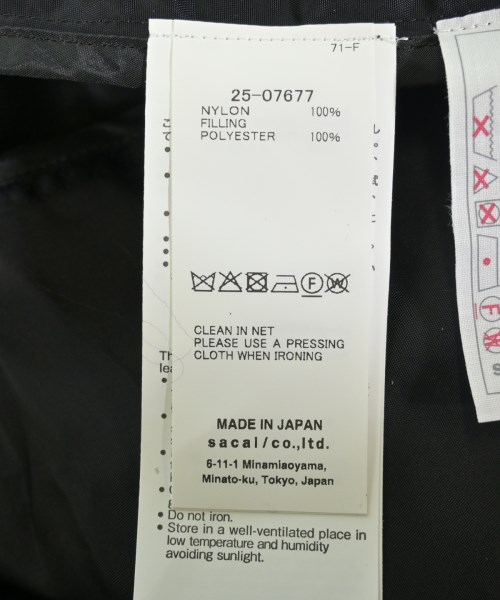 71-F
25-07677
NYLON 100%
FILLING
POLYESTER 100%
CLEAN IN NET
PLEASE USE A PRESSING
CLOTH WHEN IRONING
MADE IN JAPAN
sacai/co.,ltd.
6-11-1 Minamiaoyama,
Minato-ku, Tokyo, Japan
• Do not iron.
• Store in a well-ventilated place in
low temperature and humidity
avoiding sunlight.